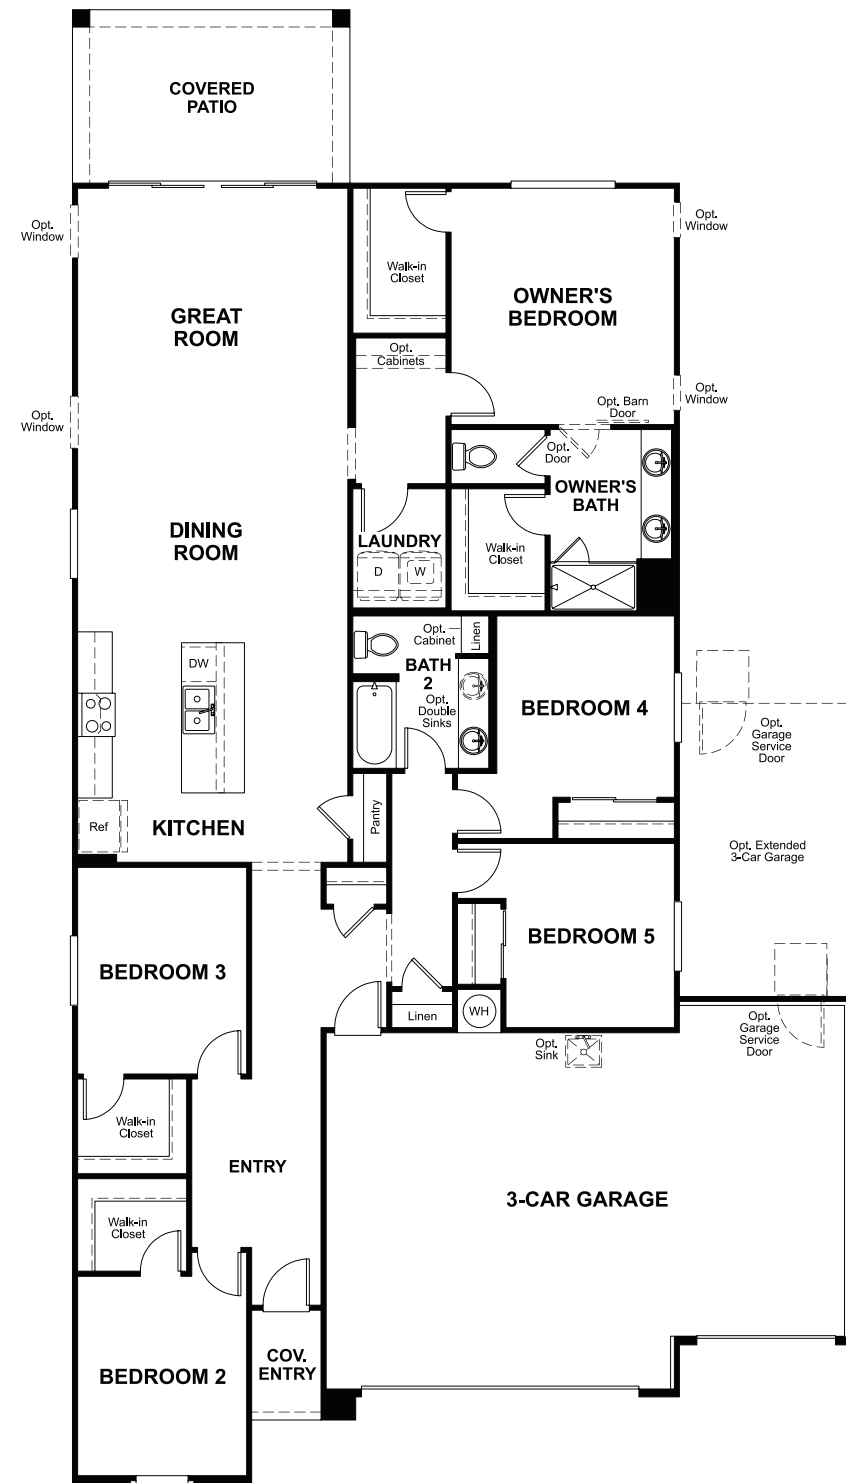 COVERED
PATIO
Opt.
Window
Walk-in
Closet
OWNER'S
BEDROOM
Opt.
Window
GREAT
ROOM
Opt.
Cabinets
Opt.
Window
Opt. Barn
Door
Opt.
Window
Opt.
Door
OWNER'S
BATH
DINING
ROOM
LAUNDRY
D
W
Walk-in
Closet
Opt.
Cabinet
Linen
DW
BATH
2
Opt.
Double
Sinks
BEDROOM 4
Opt.
Garage
Service
Door
Ref
KITCHEN
Pantry
Opt. Extended
3-Car Garage
BEDROOM 3
BEDROOM 5
Linen
WH
Opt.
Sink
Opt.
Garage
Service
Door
Walk-in
Closet
ENTRY
3-CAR GARAGE
Walk-in
Closet
BEDROOM 2
COV.
ENTRY